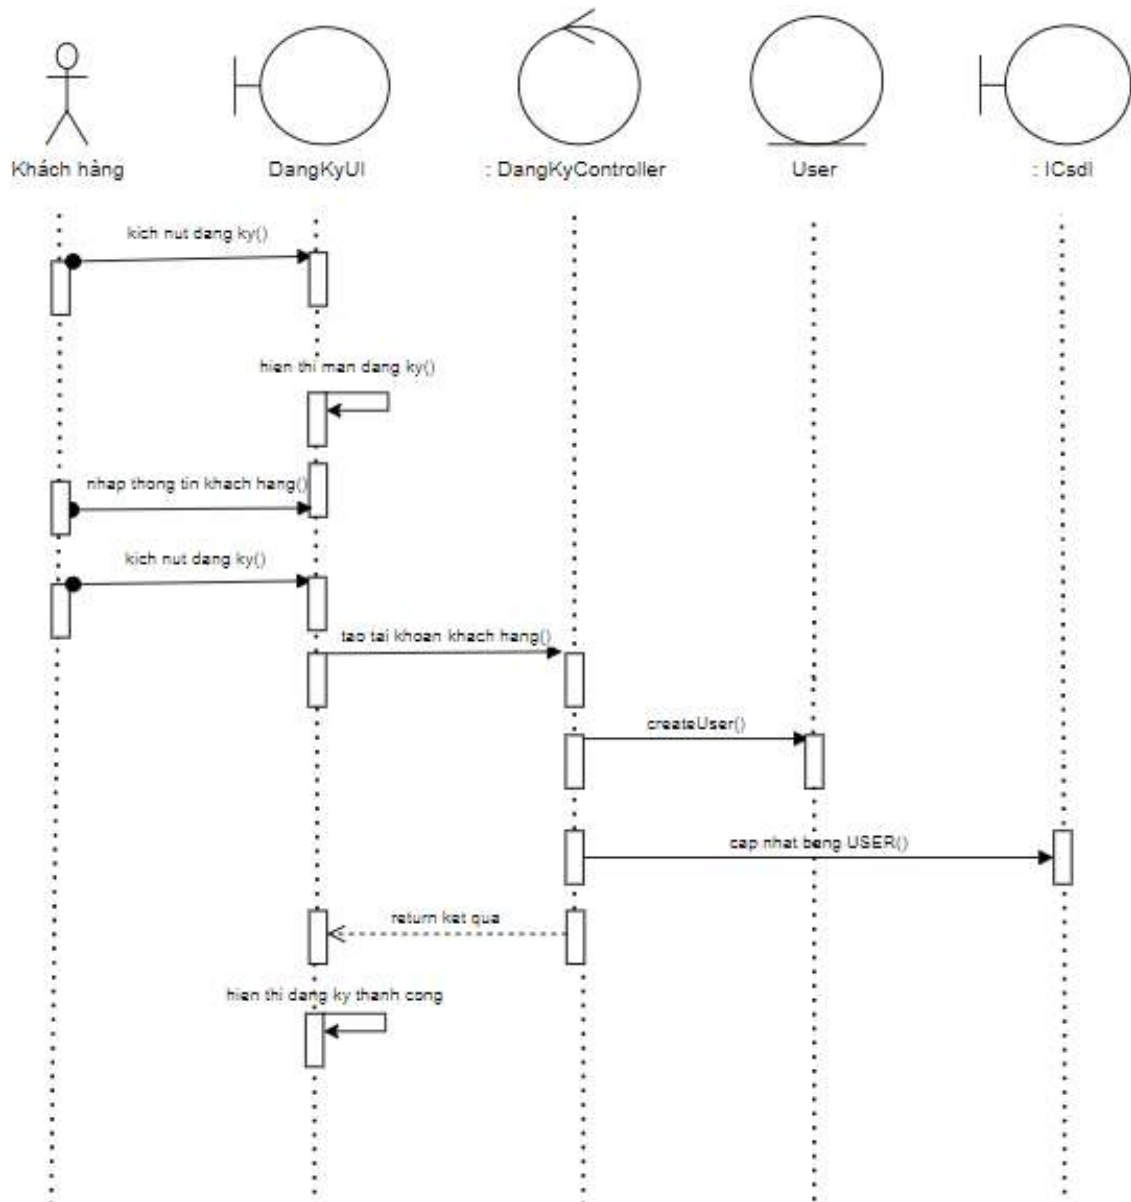 Khách hàng
DangKyUI
: DangKyController
User
: ICsdl
kich nut dang ky()
hien thi man dang ky()
nhap thong tin khach hang()
kich nut dang ky()
tao tai khoan khach hang()
createUser()
cap nhat bang USER()
return ket qua
hien thi dang ky thanh cong